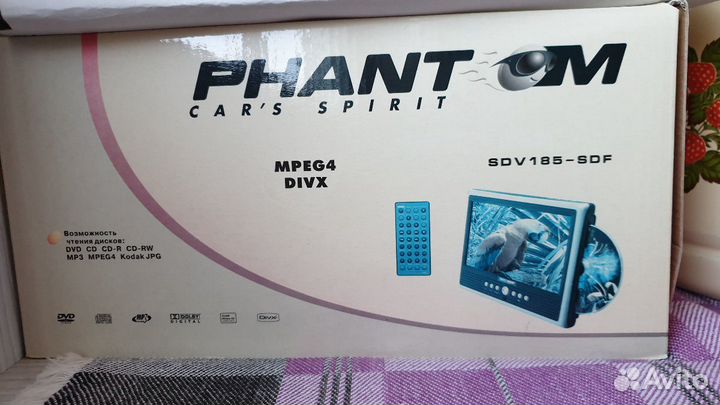 PHANTOM
CAR'S SPIRIT
MPEG4
DIVX
SDV185-SDF
Возможность
чтения дисков:
DVD CD CD-R CD-RW
MP3 MPEG4 Kodak JPG
DVD
MP3
DOLBY
DIGITAL
DIVX
Avito